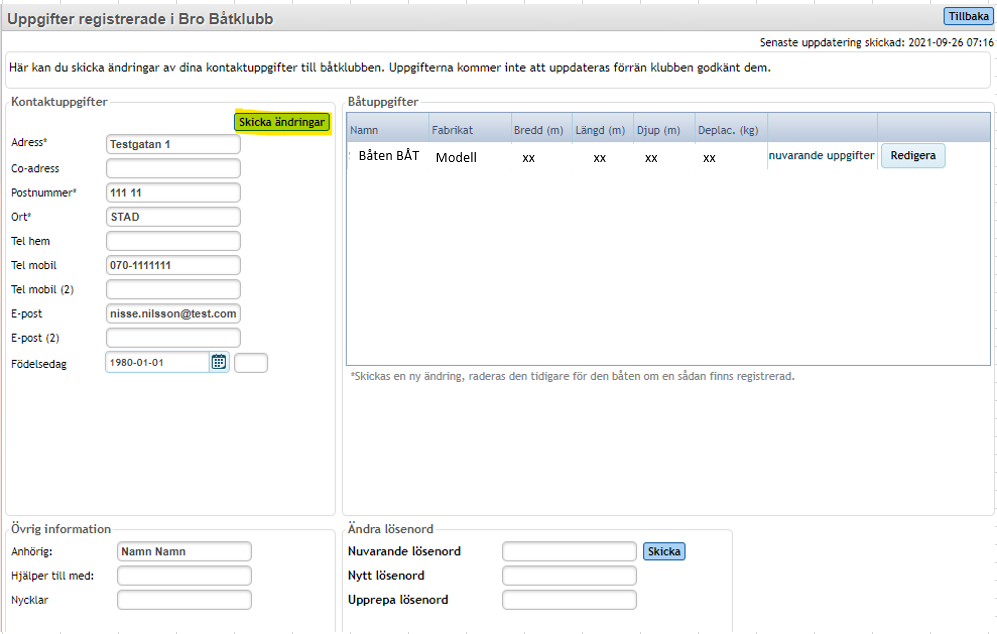 Uppgifter registrerade i Bro Båtklubb
Tillbaka
Senaste uppdatering skickad: 2021-09-26 07:16
Här kan du skicka ändringar av dina kontaktuppgifter till båtklubben. Uppgifterna kommer inte att uppdateras förrän klubben godkänt dem.
Kontaktuppgifter
Skicka ändringar
Adress* Testgatan 1
Co-adress
Postnummer* 111 11
Ort* STAD
Tel hem
Tel mobil 070-1111111
Tel mobil (2)
E-post nisse.nilsson@test.com
E-post (2)
Födelsedag 1980-01-01
Båtuppgifter
Namn Fabrikat Bredd (m) Längd (m) Djup (m) Deplac. (kg)
Båten BÅT Modell xx xx xx xx nuvarande uppgifter Redigera
*Skickas en ny ändring, raderas den tidigare för den båten om en sådan finns registrerad.
Övrig information
Anhörig: Namn Namn
Hjälper till med:
Nycklar
Ändra lösenord
Nuvarande lösenord Skicka
Nytt lösenord
Upprepa lösenord